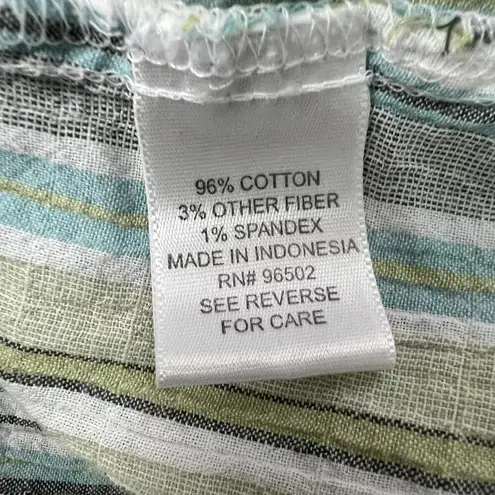 96% COTTON
3% OTHER FIBER
1% SPANDEX
MADE IN INDONESIA
RN# 96502
SEE REVERSE
FOR CARE